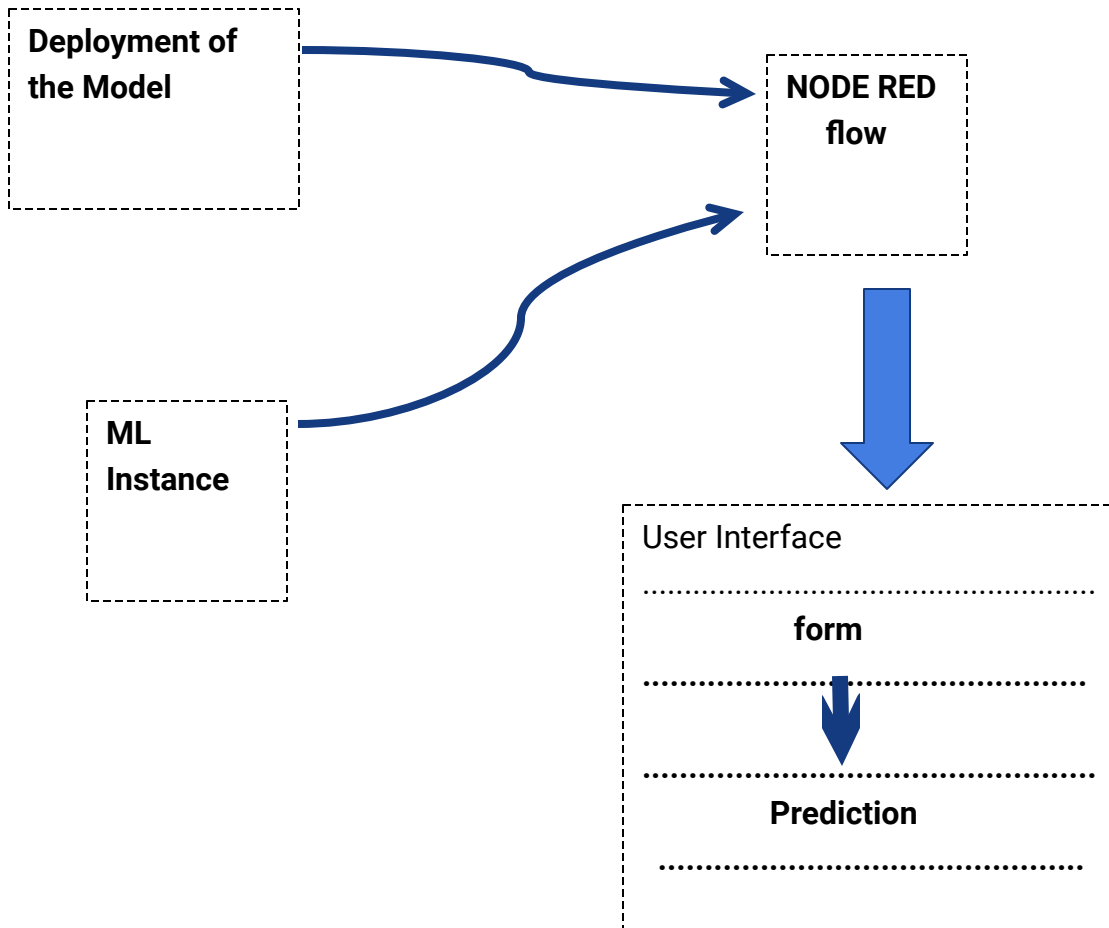 Deployment of
the Model
NODE RED
flow
ML
Instance
User Interface
form
Prediction